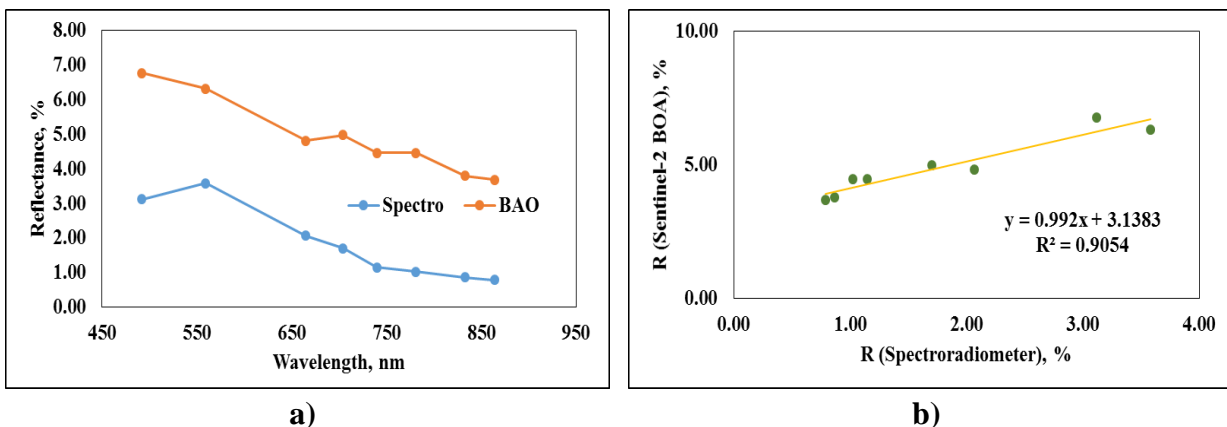 8.00
7.00
6.00
5.00
4.00
3.00
2.00
1.00
0.00
Reflectance, %
Spectro BAO
450 550 650 750 850 950
Wavelength, nm
a)
10.00
5.00
0.00
R (Sentinel-2 BOA), %
y = 0.992x + 3.1383
R² = 0.9054
0.00 1.00 2.00 3.00 4.00
R (Spectroradiometer), %
b)